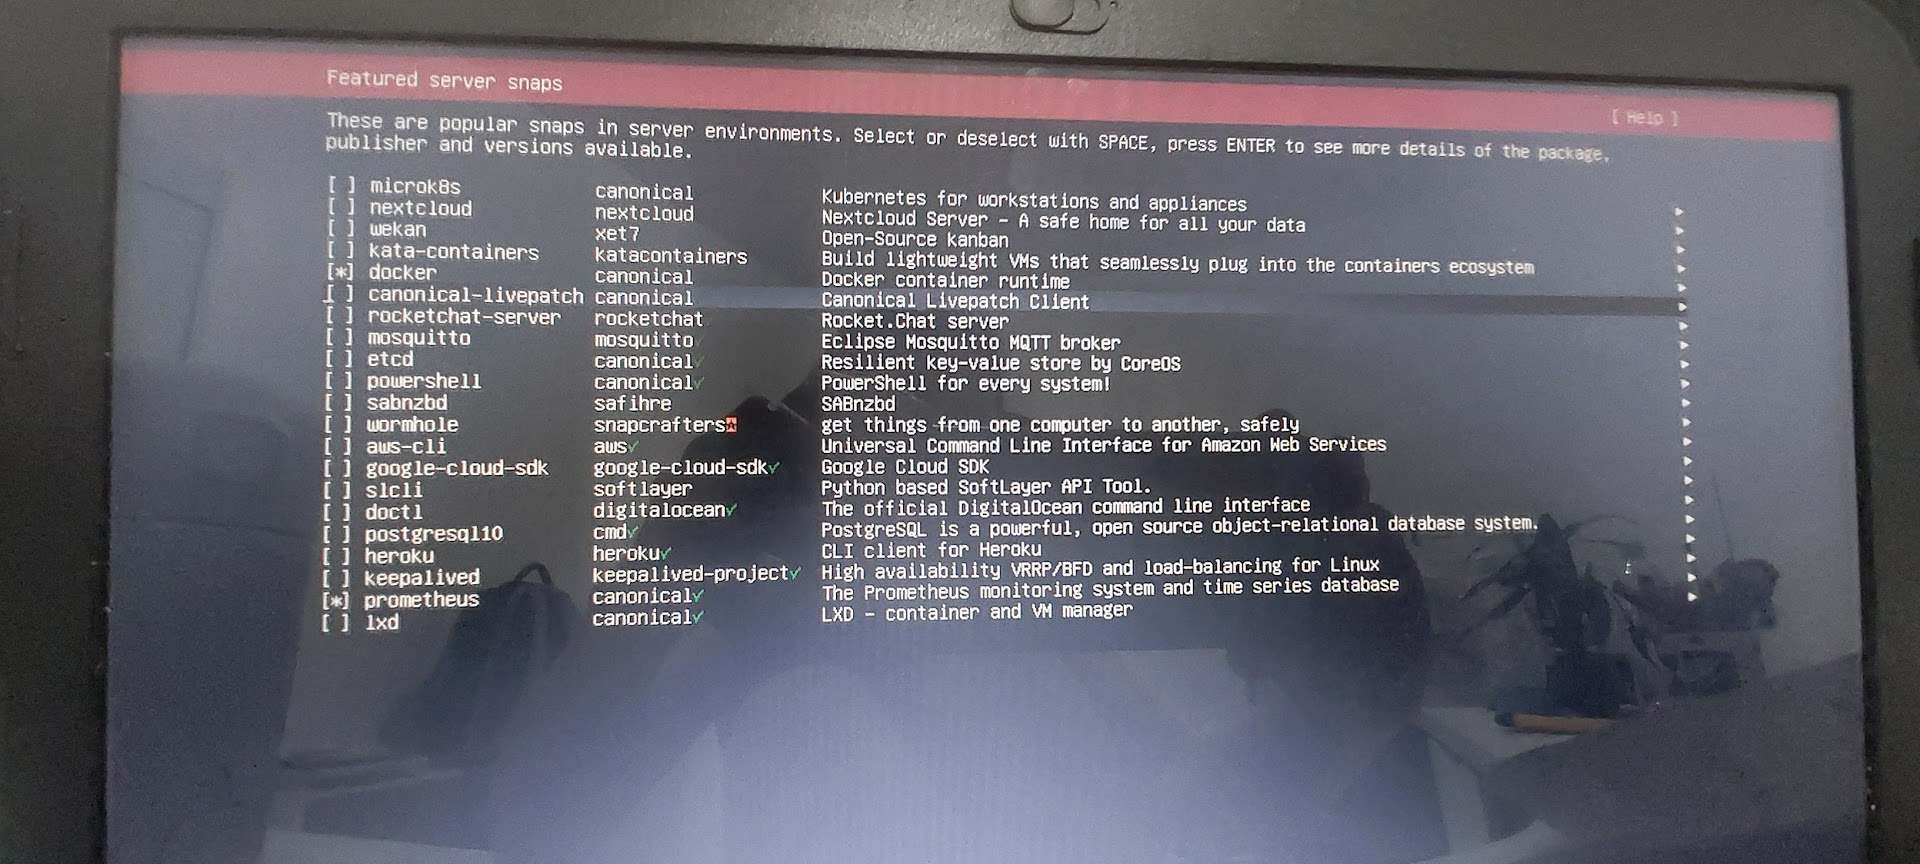 Featured server snaps
[ Help ]
These are popular snaps in server environments. Select or deselect with SPACE, press ENTER to see more details of the package,
publisher and versions available.
[ ] microk8s canonical Kubernetes for workstations and appliances ▸
[ ] nextcloud nextcloud Nextcloud Server - A safe home for all your data ▸
[ ] wekan xet7 Open-Source kanban ▸
[ ] kata-containers katacontainers Build lightweight VMs that seamlessly plug into the containers ecosystem ▸
[*] docker canonical Docker container runtime ▸
[ ] canonical-livepatch canonical Canonical Livepatch Client ▸
[ ] rocketchat-server rocketchat Rocket.Chat server ▸
[ ] mosquitto mosquitto✓ Eclipse Mosquitto MQTT broker ▸
[ ] etcd canonical✓ Resilient key-value store by CoreOS ▸
[ ] powershell canonical✓ PowerShell for every system! ▸
[ ] sabnzbd safihre SABnzbd ▸
[ ] wormhole snapcrafters★ get things from one computer to another, safely ▸
[ ] aws-cli aws✓ Universal Command Line Interface for Amazon Web Services ▸
[ ] google-cloud-sdk google-cloud-sdk✓ Google Cloud SDK ▸
[ ] slcli softlayer Python based SoftLayer API Tool. ▸
[ ] doctl digitalocean✓ The official DigitalOcean command line interface ▸
[ ] postgresql10 cmd✓ PostgreSQL is a powerful, open source object-relational database system. ▸
[ ] heroku heroku✓ CLI client for Heroku ▸
[ ] keepalived keepalived-project✓ High availability VRRP/BFD and load-balancing for Linux ▸
[*] prometheus canonical✓ The Prometheus monitoring system and time series database ▸
[ ] lxd canonical✓ LXD - container and VM manager ▸